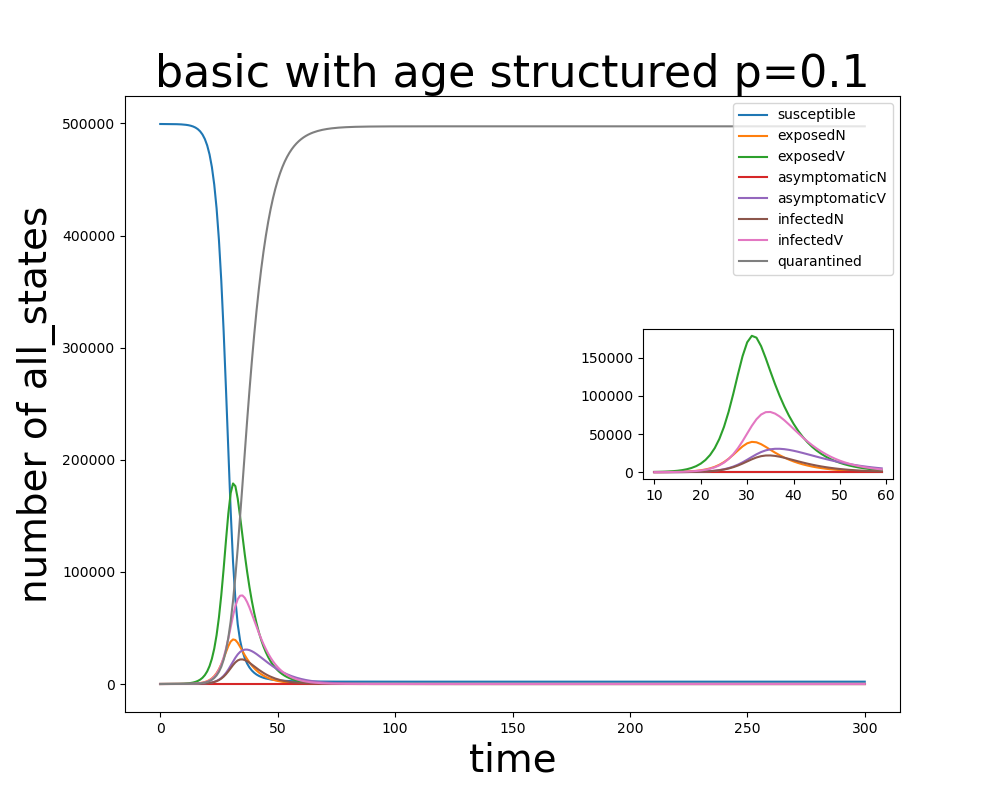 basic with age structured p=0.1
number of all_states
500000
400000
300000
200000
100000
0
susceptible
exposedN
exposedV
asymptomaticN
asymptomaticV
infectedN
infectedV
quarantined
150000
100000
50000
0
10 20 30 40 50 60
0 50 100 150 200 250 300
time